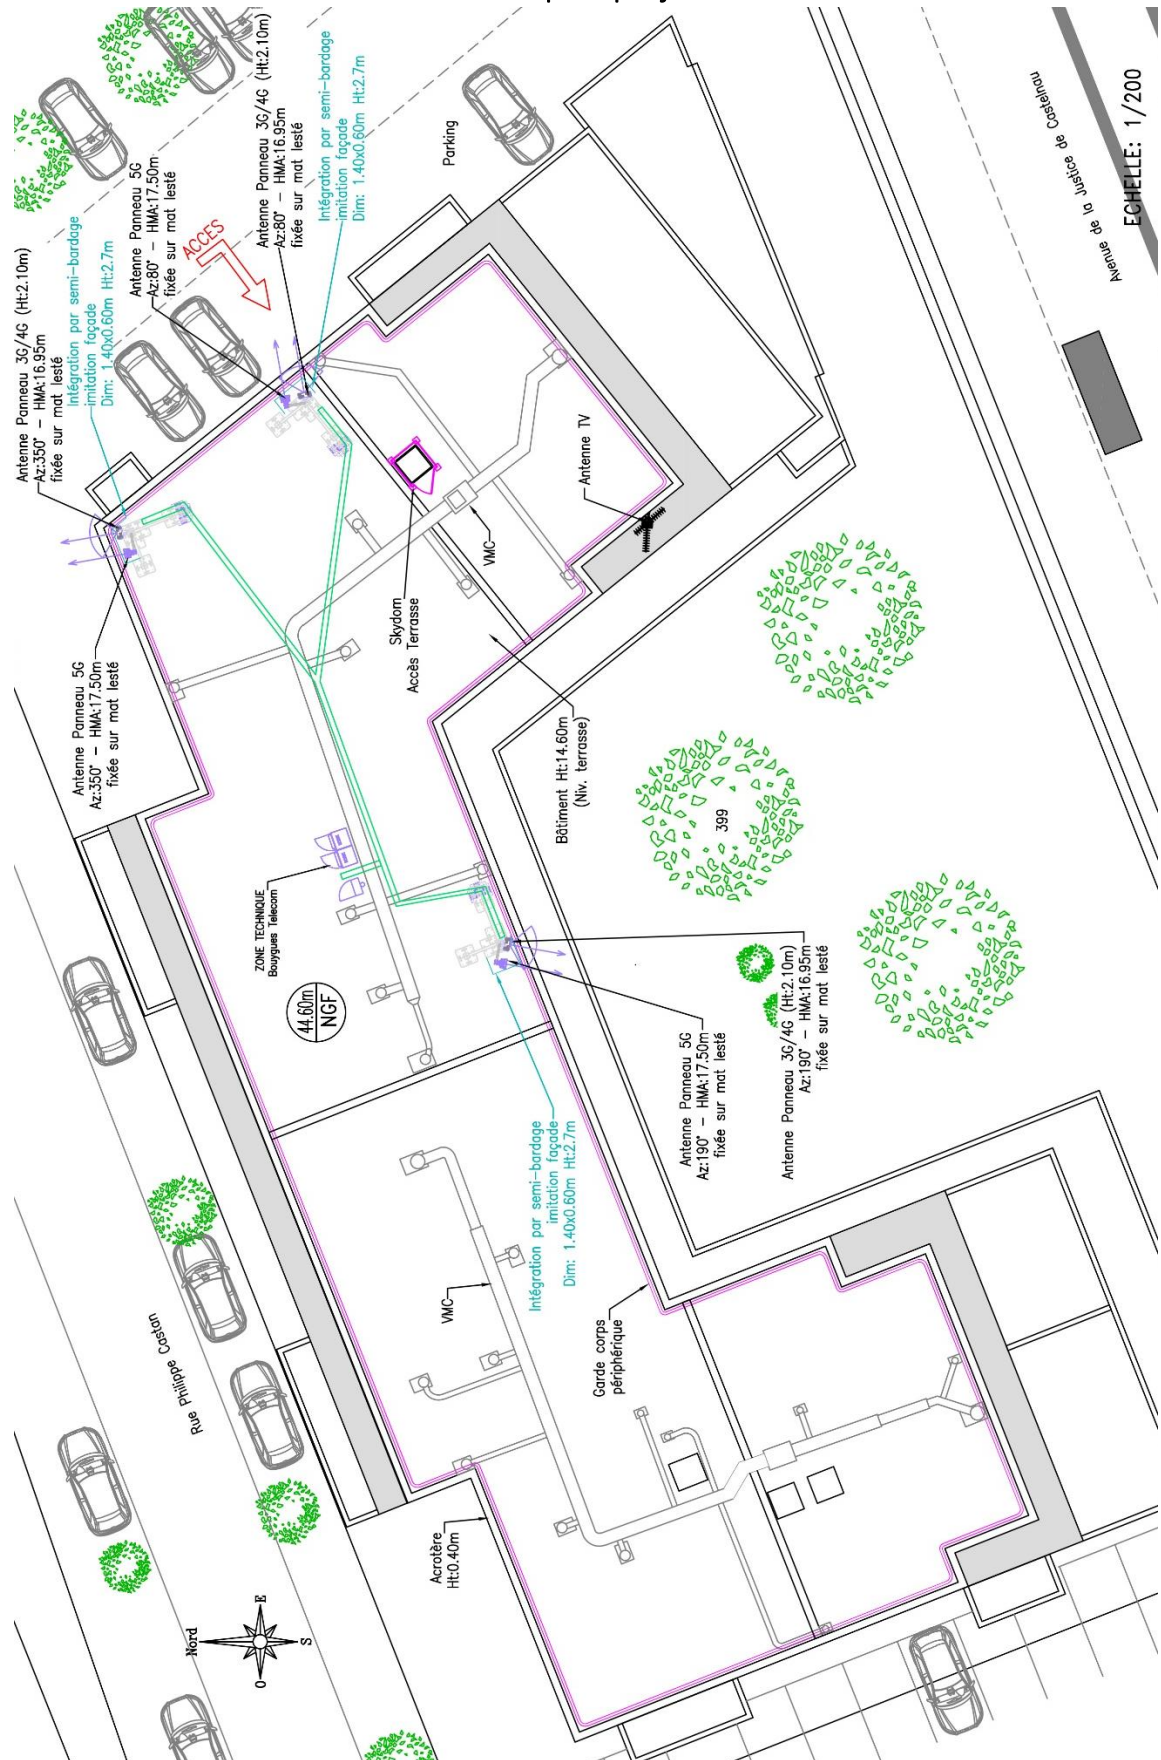 Antenne Panneau 3G/4G (Ht:2.10m)
Az:350° - HMA:16.95m
fixée sur mat lesté
Intégration par semi-bardage
imitation façade
Dim: 1.40x0.60m Ht:2.7m
Antenne Panneau 5G
Az:80° - HMA:17.50m
fixée sur mat lesté
ACCES
Antenne Panneau 3G/4G (Ht:2.10m)
Az:80° - HMA:16.95m
fixée sur mat lesté
Intégration par semi-bardage
imitation façade
Dim: 1.40x0.60m Ht:2.7m
Parking
Avenue de la Justice de Castelnau
ECHELLE: 1/200
Antenne Panneau 5G
Az:350° - HMA:17.50m
fixée sur mat lesté
Skydom
Accès Terrasse
VMC
Antenne TV
Bâtiment Ht:14.60m
(Niv. terrasse)
399
ZONE TECHNIQUE
Bouygues Telecom
44.60m
NGF
Antenne Panneau 5G
Az:190° - HMA:17.50m
fixée sur mat lesté
Antenne Panneau 3G/4G (Ht:2.10m)
Az:190° - HMA:16.95m
fixée sur mat lesté
Intégration par semi-bardage
imitation façade
Dim: 1.40x0.60m Ht:2.7m
Rue Philippe Castan
VMC
Garde corps
périphérique
Acrotère
Ht:0.40m
Nord
O
E
S